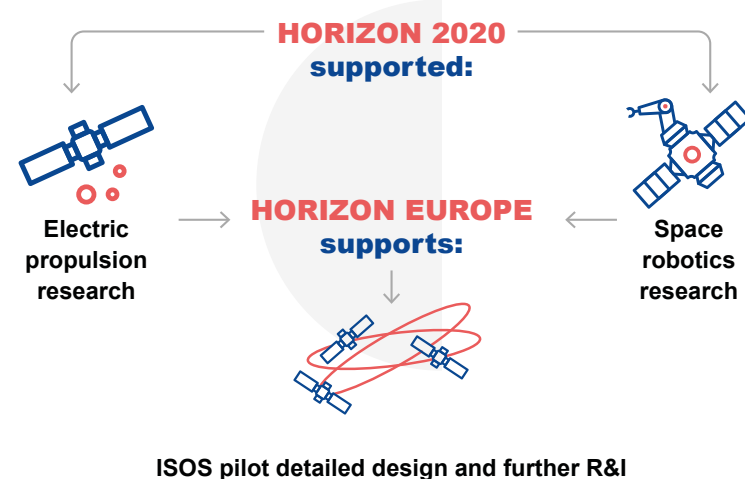 HORIZON 2020
supported:
Electric
propulsion
research
HORIZON EUROPE
supports:
Space
robotics
research
ISOS pilot detailed design and further R&I